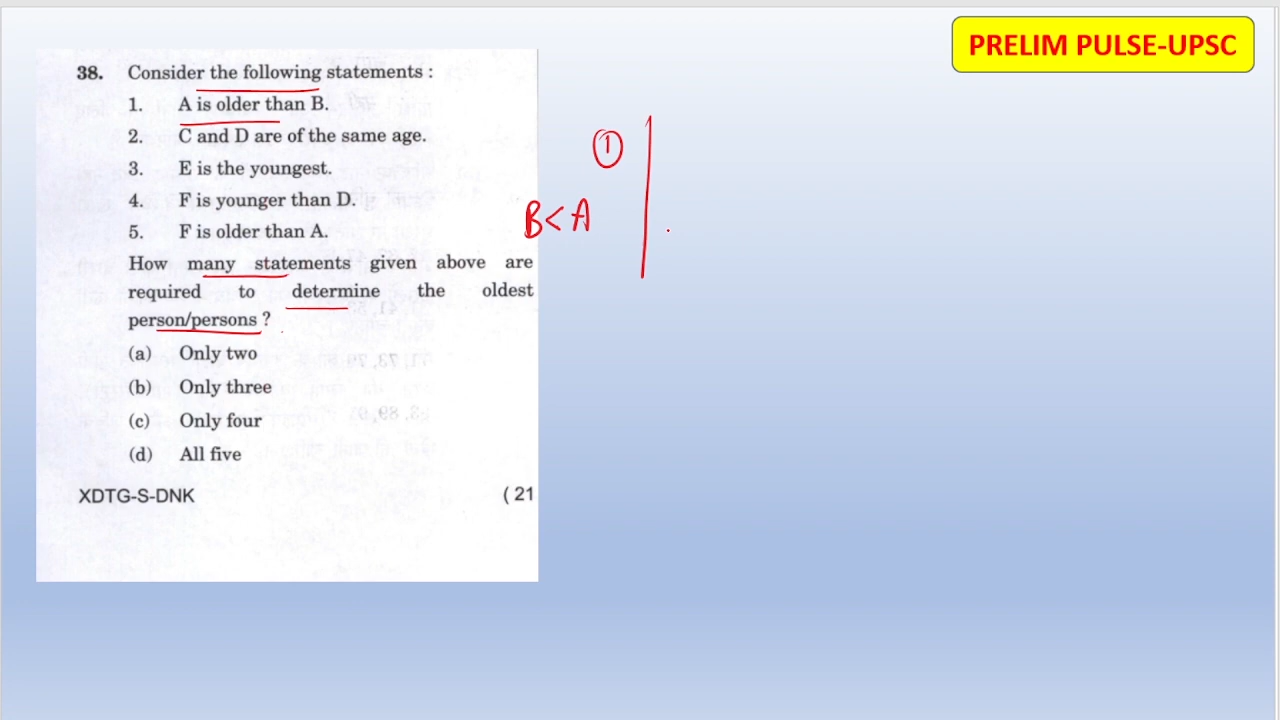 PRELIM PULSE-UPSC
38. Consider the following statements :
1. A is older than B.
2. C and D are of the same age.
3. E is the youngest.
4. F is younger than D.
5. F is older than A.
How many statements given above are
required to determine the oldest
person/persons ?
(a) Only two
(b) Only three
(c) Only four
(d) All five
XDTG-S-DNK ( 21
1
B < A